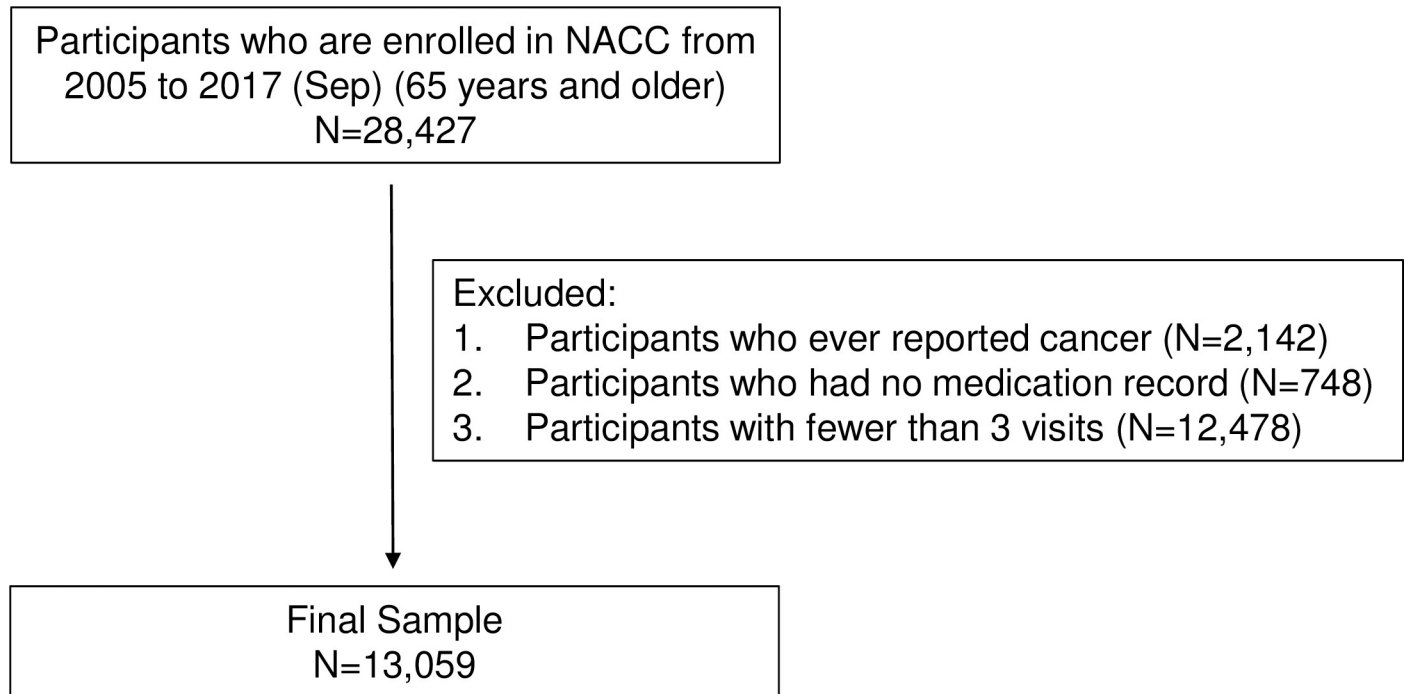 Participants who are enrolled in NACC from
2005 to 2017 (Sep) (65 years and older)
N=28,427
Excluded:
1. Participants who ever reported cancer (N=2,142)
2. Participants who had no medication record (N=748)
3. Participants with fewer than 3 visits (N=12,478)
Final Sample
N=13,059